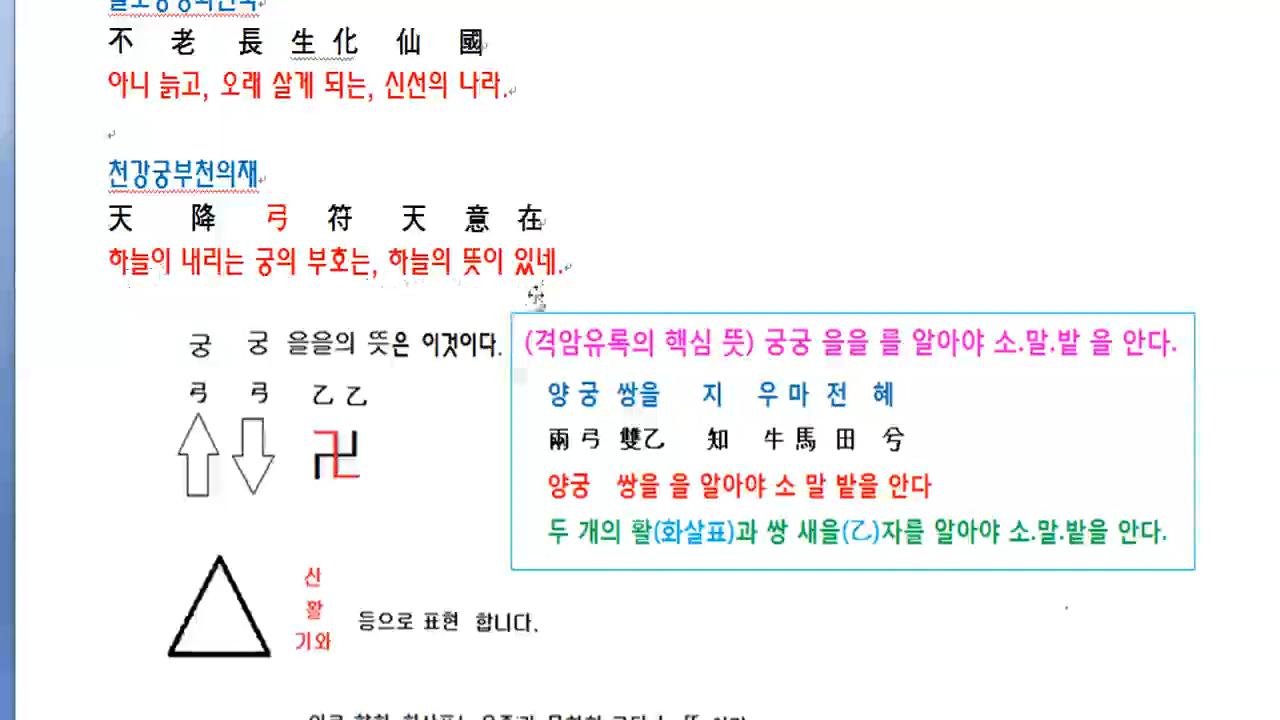 不 老 長 生 化 仙 國
아니 늙고, 오래 살게 되는, 신선의 나라.
천강궁부천의재
天 降 弓 符 天 意 在
하늘이 내리는 궁의 부호는, 하늘의 뜻이 있네.
궁 궁 을을의 뜻은 이것이다.
弓 弓 乙 乙
卍
(격암유록의 핵심 뜻) 궁궁 을을 를 알아야 소.말.밭 을 안다.
양 궁 쌍을 지 우 마 전 혜
兩 弓 雙乙 知 牛 馬 田 兮
양궁 쌍을 을 알아야 소 말 밭을 안다
두 개의 활(화살표)과 쌍 새을(乙)자를 알아야 소.말.밭을 안다.
산
활
기와
등으로 표현 합니다.